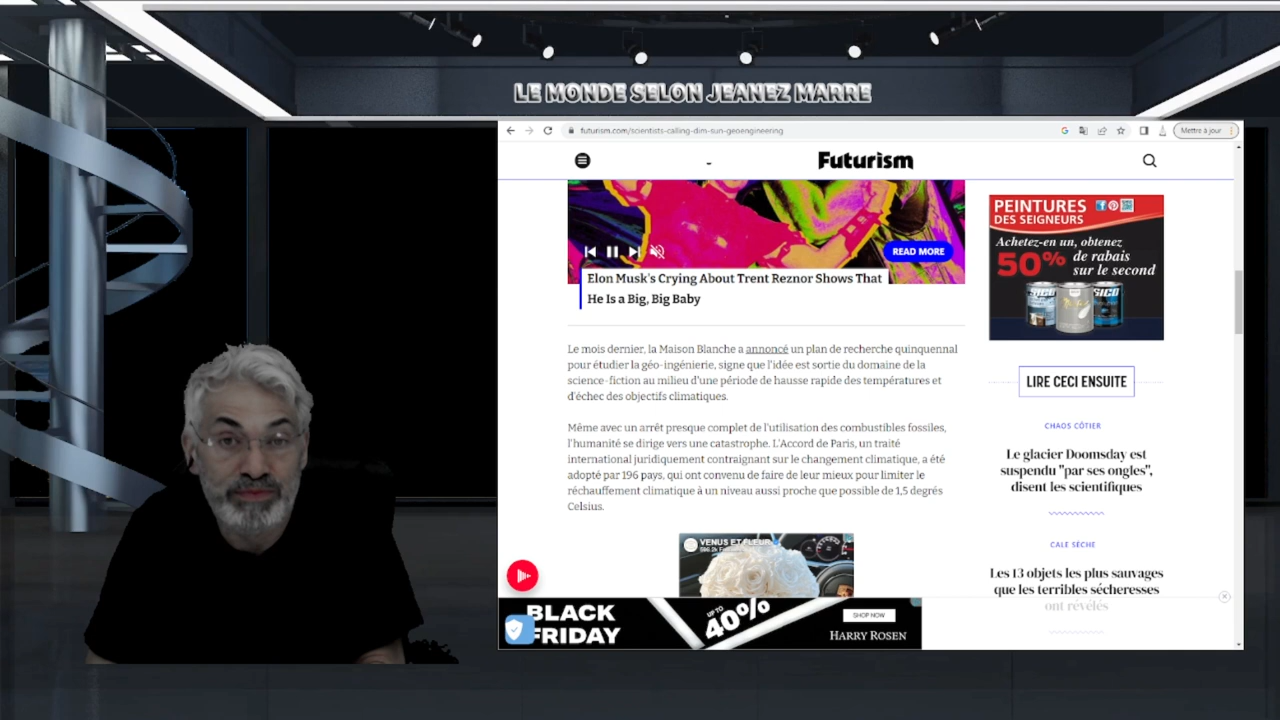 LE MONDE SELON JEANEZ MARRE
futurism.com/scientists-calling-dim-sun-geoengineering
Mettre à jour
Futurism
READ MORE
Elon Musk's Crying About Trent Reznor Shows That
He Is a Big, Big Baby
Le mois dernier, la Maison Blanche a annoncé un plan de recherche quinquennal
pour étudier la géo-ingénierie, signe que l'idée est sortie du domaine de la
science-fiction au milieu d'une période de hausse rapide des températures et
d'échec des objectifs climatiques.
Même avec un arrêt presque complet de l'utilisation des combustibles fossiles,
l'humanité se dirige vers une catastrophe. L'Accord de Paris, un traité
international juridiquement contraignant sur le changement climatique, a été
adopté par 196 pays, qui ont convenu de faire de leur mieux pour limiter le
réchauffement climatique à un niveau aussi proche que possible de 1,5 degrés
Celsius.
VENUS ET FLEUR
BLACK
FRIDAY
UP TO
40%
SHOP NOW
HARRY ROSEN
PEINTURES
DES SEIGNEURS
Achetez-en un, obtenez
50% de rabais
sur le second
SICO
LIRE CECI ENSUITE
CHAOS CÔTIER
Le glacier Doomsday est
suspendu "par ses ongles",
disent les scientifiques
CALE SÈCHE
Les 13 objets les plus sauvages
que les terribles sécheresses
ont révélés